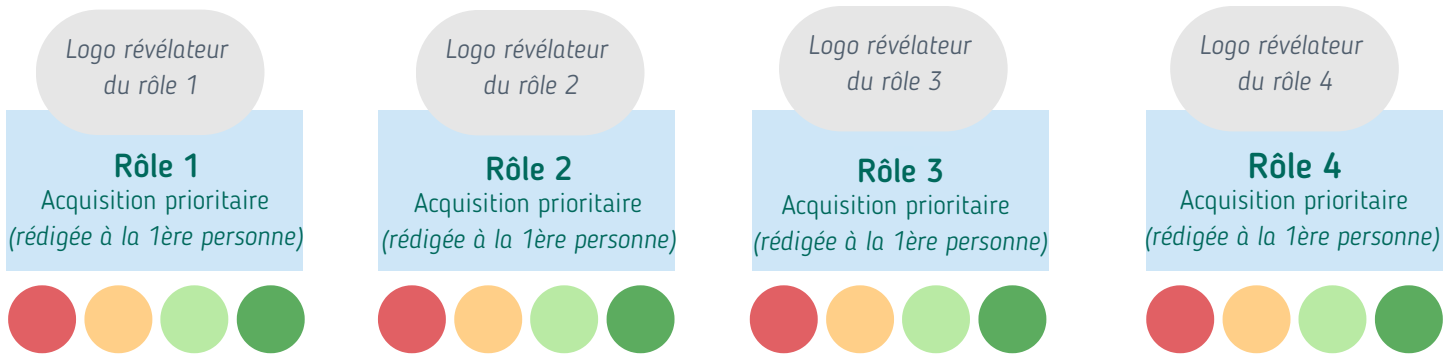 Logo révélateur
du rôle 1
Rôle 1
Acquisition prioritaire
(rédigée à la 1ère personne)
Logo révélateur
du rôle 2
Rôle 2
Acquisition prioritaire
(rédigée à la 1ère personne)
Logo révélateur
du rôle 3
Rôle 3
Acquisition prioritaire
(rédigée à la 1ère personne)
Logo révélateur
du rôle 4
Rôle 4
Acquisition prioritaire
(rédigée à la 1ère personne)